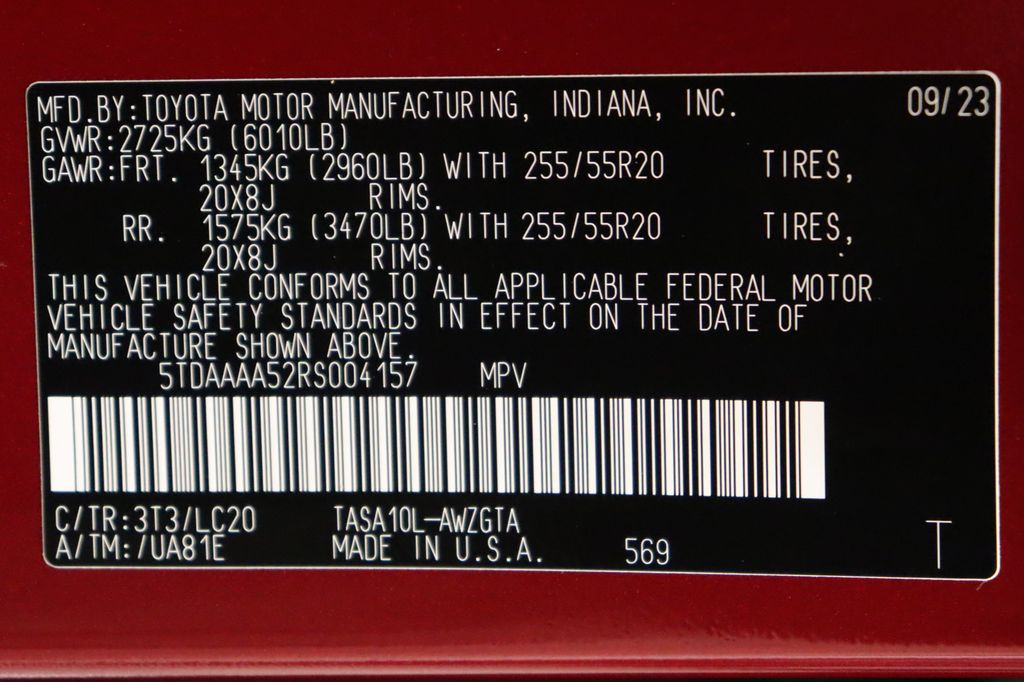 MFD.BY:TOYOTA MOTOR MANUFACTURING, INDIANA, INC. 09/23
GVWR:2725KG (6010LB)
GAWR:FRT. 1345KG (2960LB) WITH 255/55R20 TIRES,
20X8J RIMS.
RR. 1575KG (3470LB) WITH 255/55R20 TIRES,
20X8J RIMS.
THIS VEHICLE CONFORMS TO ALL APPLICABLE FEDERAL MOTOR
VEHICLE SAFETY STANDARDS IN EFFECT ON THE DATE OF
MANUFACTURE SHOWN ABOVE.
5TDAAAA52RS004157 MPV
C/TR:3T3/LC20 TASA10L-AWZGTA
A/TM:/UA81E MADE IN U.S.A. 569 T